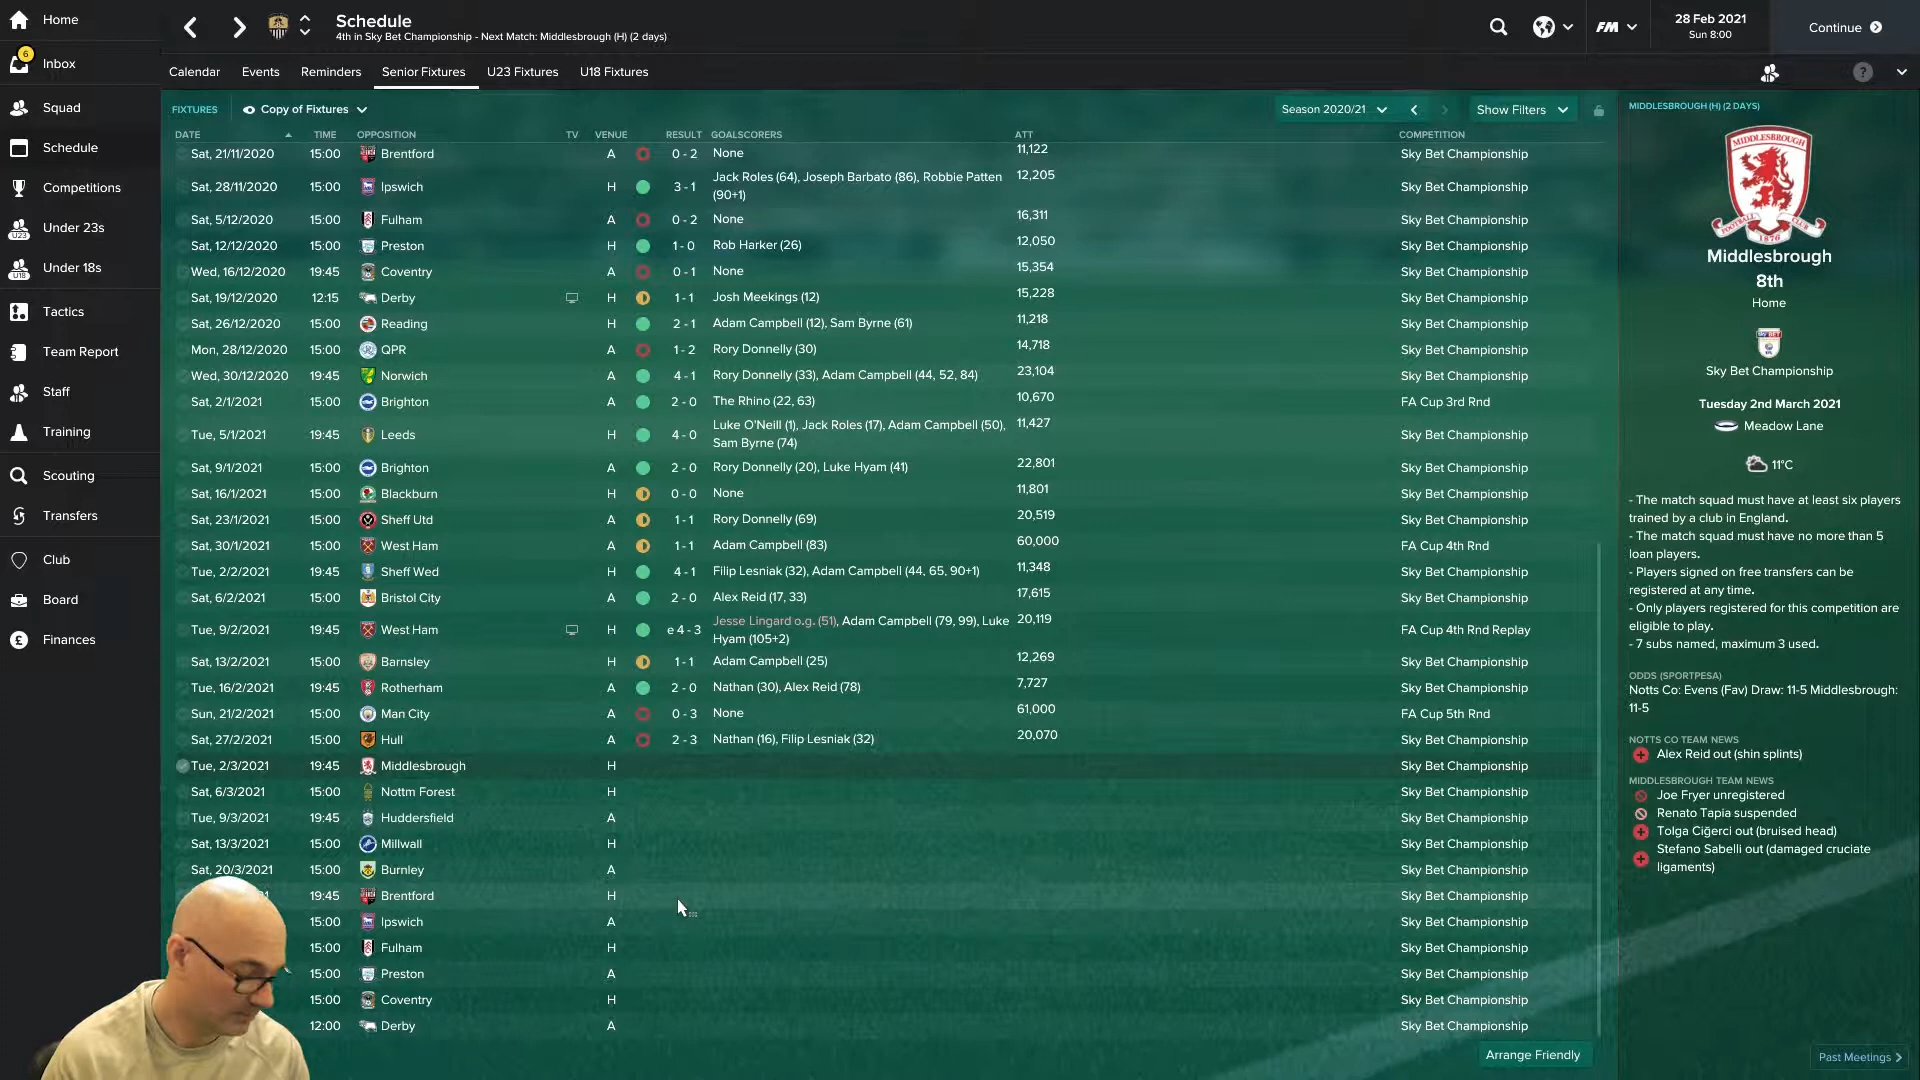 Home
6
Inbox
Squad
Schedule
Competitions
U23
Under 23s
U18
Under 18s
Tactics
Team Report
Staff
Training
Scouting
Transfers
Club
Board
Finances
Schedule
4th in Sky Bet Championship - Next Match: Middlesbrough (H) (2 days)
FM
28 Feb 2021
Sun 8:00
Continue
Calendar Events Reminders Senior Fixtures U23 Fixtures U18 Fixtures
?
FIXTURES Copy of Fixtures Season 2020/21 Show Filters
DATE TIME OPPOSITION TV VENUE RESULT GOALSCORERS ATT COMPETITION
Sat, 21/11/2020 15:00 Brentford A 0 - 2 None 11,122 Sky Bet Championship
Sat, 28/11/2020 15:00 Ipswich H 3 - 1 Jack Roles (64), Joseph Barbato (86), Robbie Patten 12,205 Sky Bet Championship
(90+1)
Sat, 5/12/2020 15:00 Fulham A 0 - 2 None 16,311 Sky Bet Championship
Sat, 12/12/2020 15:00 Preston H 1 - 0 Rob Harker (26) 12,050 Sky Bet Championship
Wed, 16/12/2020 19:45 Coventry A 0 - 1 None 15,354 Sky Bet Championship
Sat, 19/12/2020 12:15 Derby H 1 - 1 Josh Meekings (12) 15,228 Sky Bet Championship
Sat, 26/12/2020 15:00 Reading H 2 - 1 Adam Campbell (12), Sam Byrne (61) 11,218 Sky Bet Championship
Mon, 28/12/2020 15:00 QPR A 1 - 2 Rory Donnelly (30) 14,718 Sky Bet Championship
Wed, 30/12/2020 19:45 Norwich A 4 - 1 Rory Donnelly (33), Adam Campbell (44, 52, 84) 23,104 Sky Bet Championship
Sat, 2/1/2021 15:00 Brighton A 2 - 0 The Rhino (22, 63) 10,670 FA Cup 3rd Rnd
Tue, 5/1/2021 19:45 Leeds H 4 - 0 Luke O'Neill (1), Jack Roles (17), Adam Campbell (50), 11,427 Sky Bet Championship
Sam Byrne (74)
Sat, 9/1/2021 15:00 Brighton A 2 - 0 Rory Donnelly (20), Luke Hyam (41) 22,801 Sky Bet Championship
Sat, 16/1/2021 15:00 Blackburn H 0 - 0 None 11,801 Sky Bet Championship
Sat, 23/1/2021 15:00 Sheff Utd A 1 - 1 Rory Donnelly (69) 20,519 Sky Bet Championship
Sat, 30/1/2021 15:00 West Ham A 1 - 1 Adam Campbell (83) 60,000 FA Cup 4th Rnd
Tue, 2/2/2021 19:45 Sheff Wed H 4 - 1 Filip Lesniak (32), Adam Campbell (44, 65, 90+1) 11,348 Sky Bet Championship
Sat, 6/2/2021 15:00 Bristol City A 2 - 0 Alex Reid (17, 33) 17,615 Sky Bet Championship
Tue, 9/2/2021 19:45 West Ham H e 4 - 3 Jesse Lingard o.g. (51), Adam Campbell (79, 99), Luke 20,119 FA Cup 4th Rnd Replay
Hyam (105+2)
Sat, 13/2/2021 15:00 Barnsley H 1 - 1 Adam Campbell (25) 12,269 Sky Bet Championship
Tue, 16/2/2021 19:45 Rotherham A 2 - 0 Nathan (30), Alex Reid (78) 7,727 Sky Bet Championship
Sun, 21/2/2021 15:00 Man City A 0 - 3 None 61,000 FA Cup 5th Rnd
Sat, 27/2/2021 15:00 Hull A 2 - 3 Nathan (16), Filip Lesniak (32) 20,070 Sky Bet Championship
Tue, 2/3/2021 19:45 Middlesbrough H Sky Bet Championship
Sat, 6/3/2021 15:00 Nottm Forest H Sky Bet Championship
Tue, 9/3/2021 19:45 Huddersfield A Sky Bet Championship
Sat, 13/3/2021 15:00 Millwall H Sky Bet Championship
Sat, 20/3/2021 15:00 Burnley A Sky Bet Championship
19:45 Brentford H Sky Bet Championship
15:00 Ipswich A Sky Bet Championship
15:00 Fulham H Sky Bet Championship
15:00 Preston A Sky Bet Championship
15:00 Coventry H Sky Bet Championship
12:00 Derby A Sky Bet Championship
Arrange Friendly
MIDDLESBROUGH (H) (2 DAYS)
MIDDLESBROUGH
FOOTBALL CLUB
1876
Middlesbrough
8th
Home
Sky Bet Championship
Tuesday 2nd March 2021
Meadow Lane
11°C
- The match squad must have at least six players
trained by a club in England.
- The match squad must have no more than 5
loan players.
- Players signed on free transfers can be
registered at any time.
- Only players registered for this competition are
eligible to play.
- 7 subs named, maximum 3 used.
ODDS (SPORTPESA)
Notts Co: Evens (Fav) Draw: 11-5 Middlesbrough:
11-5
NOTTS CO TEAM NEWS
Alex Reid out (shin splints)
MIDDLESBROUGH TEAM NEWS
Joe Fryer unregistered
Renato Tapia suspended
Tolga Ciğerci out (bruised head)
Stefano Sabelli out (damaged cruciate
ligaments)
Past Meetings